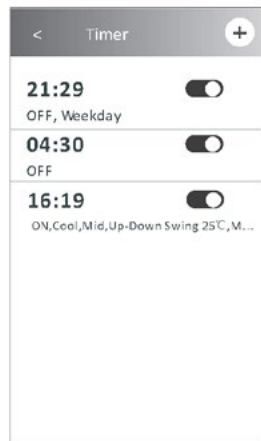 < Timer +
21:29
OFF, Weekday
04:30
OFF
16:19
ON,Cool,Mid,Up-Down Swing 25℃,M...